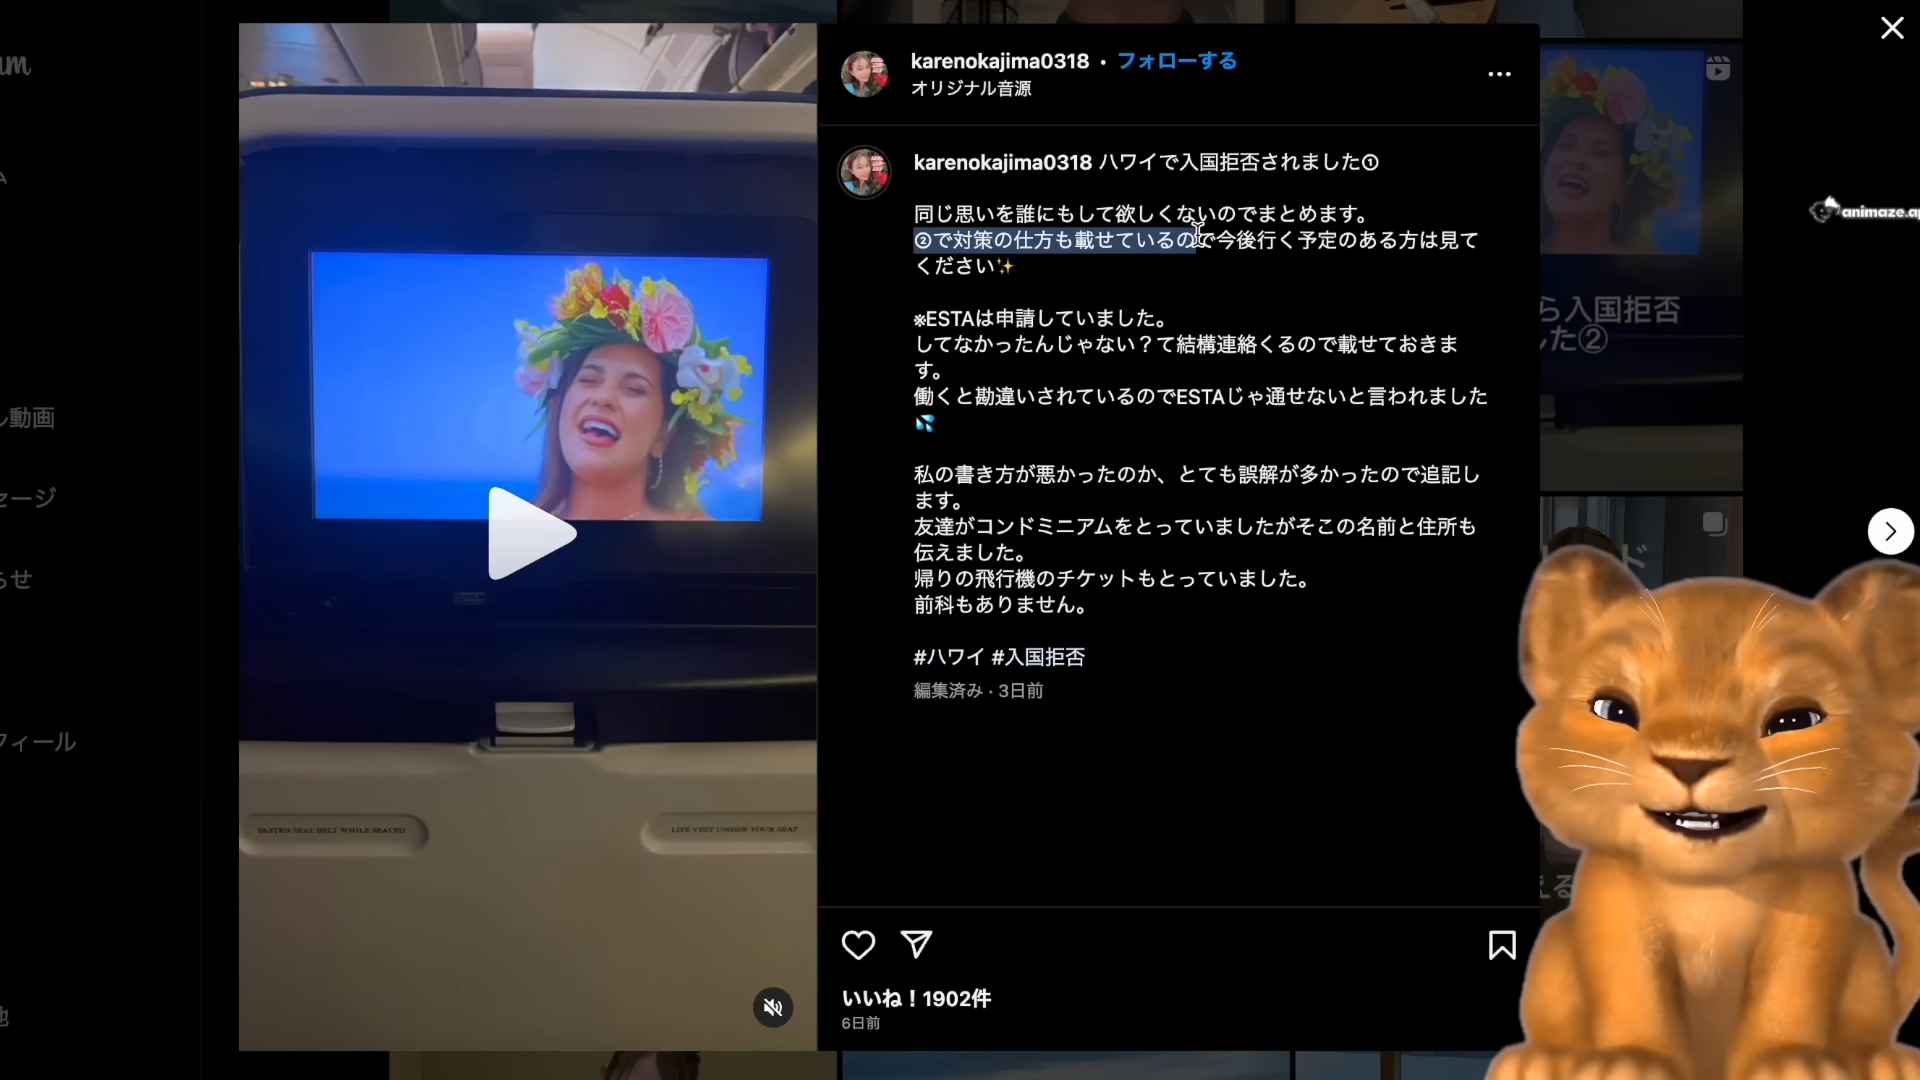 karenokajima0318 • フォローする
オリジナル音源
karenokajima0318 ハワイで入国拒否されました①
同じ思いを誰にもして欲しくないのでまとめます。
②で対策の仕方も載せているので今後行く予定のある方は見て
ください✨
※ESTAは申請していました。
してなかったんじゃない？て結構連絡くるので載せておきま
す。
働くと勘違いされているのでESTAじゃ通せないと言われました
💦
私の書き方が悪かったのか、とても誤解が多かったので追記し
ます。
友達がコンドミニアムをとっていましたがそこの名前と住所も
伝えました。
帰りの飛行機のチケットもとっていました。
前科もありません。
#ハワイ #入国拒否
編集済み · 3日前
いいね！1902件
6日前
FASTEN SEAT BELT WHILE SEATED
LIFE VEST UNDER YOUR SEAT
ら入国拒否
た②
動画
セージ
らせ
フィール
animaze.ap